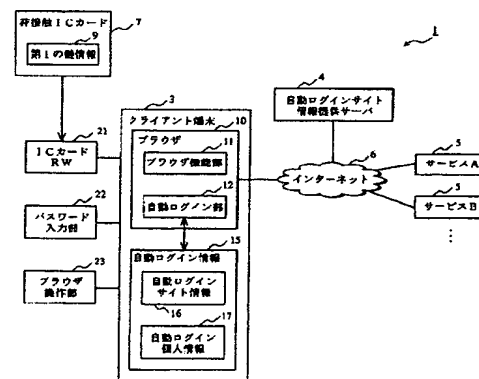 非接触ICカード
7
9
第1の鍵情報
1
3
クライアント端末
10
ブラウザ
11
ブラウザ機能部
12
自動ログイン部
15
自動ログイン情報
自動ログイン
サイト情報
16
17
自動ログイン
個人情報
21
ICカード
RW
22
パスワード
入力部
23
ブラウザ
操作部
4
自動ログインサイト
情報提供サーバ
6
インターネット
5
サービスA
5
サービスB
⋮